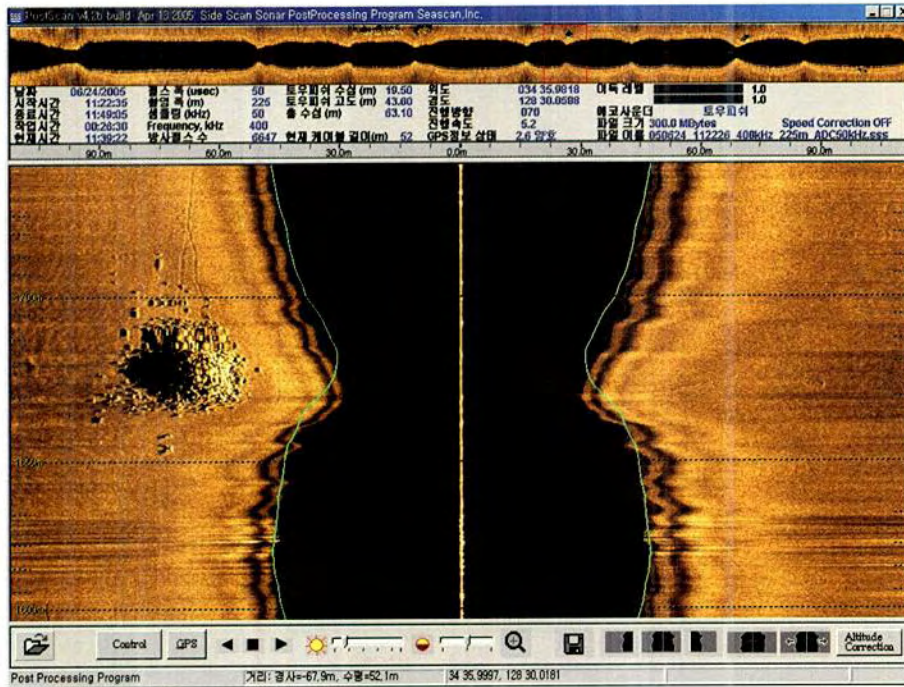 PostScan v4.2b build: Apr 13 2005 Side Scan Sonar PostProcessing Program Seascan,Inc.
날짜 06/24/2005 펄스 폭 (usec) 50 토우피쉬 수심 (m) 19.50 위도 034 35.9818 이득 레벨 1.0
시작시간 11:22:35 촬영 폭 (m) 225 토우피쉬 고도 (m) 43.60 경도 128 30.0588 1.0
종료시간 11:49:05 샘플링 (kHz) 50 총 수심 (m) 63.10 진행방향 070 에코사운더 토우피쉬
작업시간 00:26:30 Frequency, kHz 400 진행속도 5.2 파일 크기 300.0 MBytes Speed Correction OFF
현재시간 11:39:22 방사펄스 수 6647 현재 케이블 길이(m) 52 GPS정보 상태 2.6 양호 파일 이름 050624_112226_400kHz_225m_ADC50kHz.sss
90.0m 60.0m 30.0m 0.0m 30.0m 60.0m 90.0m
Control GPS Altitude Correction
Post Processing Program 거리: 경사=-67.9m, 수평=52.1m 34 35.9997, 128 30.0181